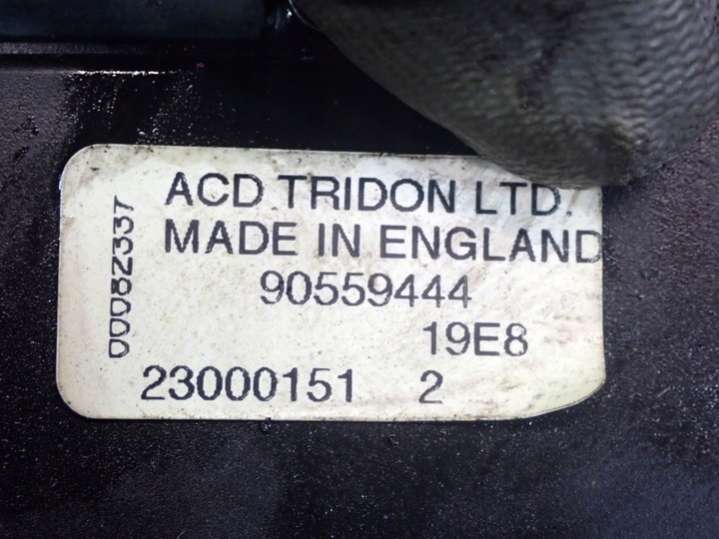 ACD TRIDON LTD.
MADE IN ENGLAND
90559444
19E8
23000151 2
00082337